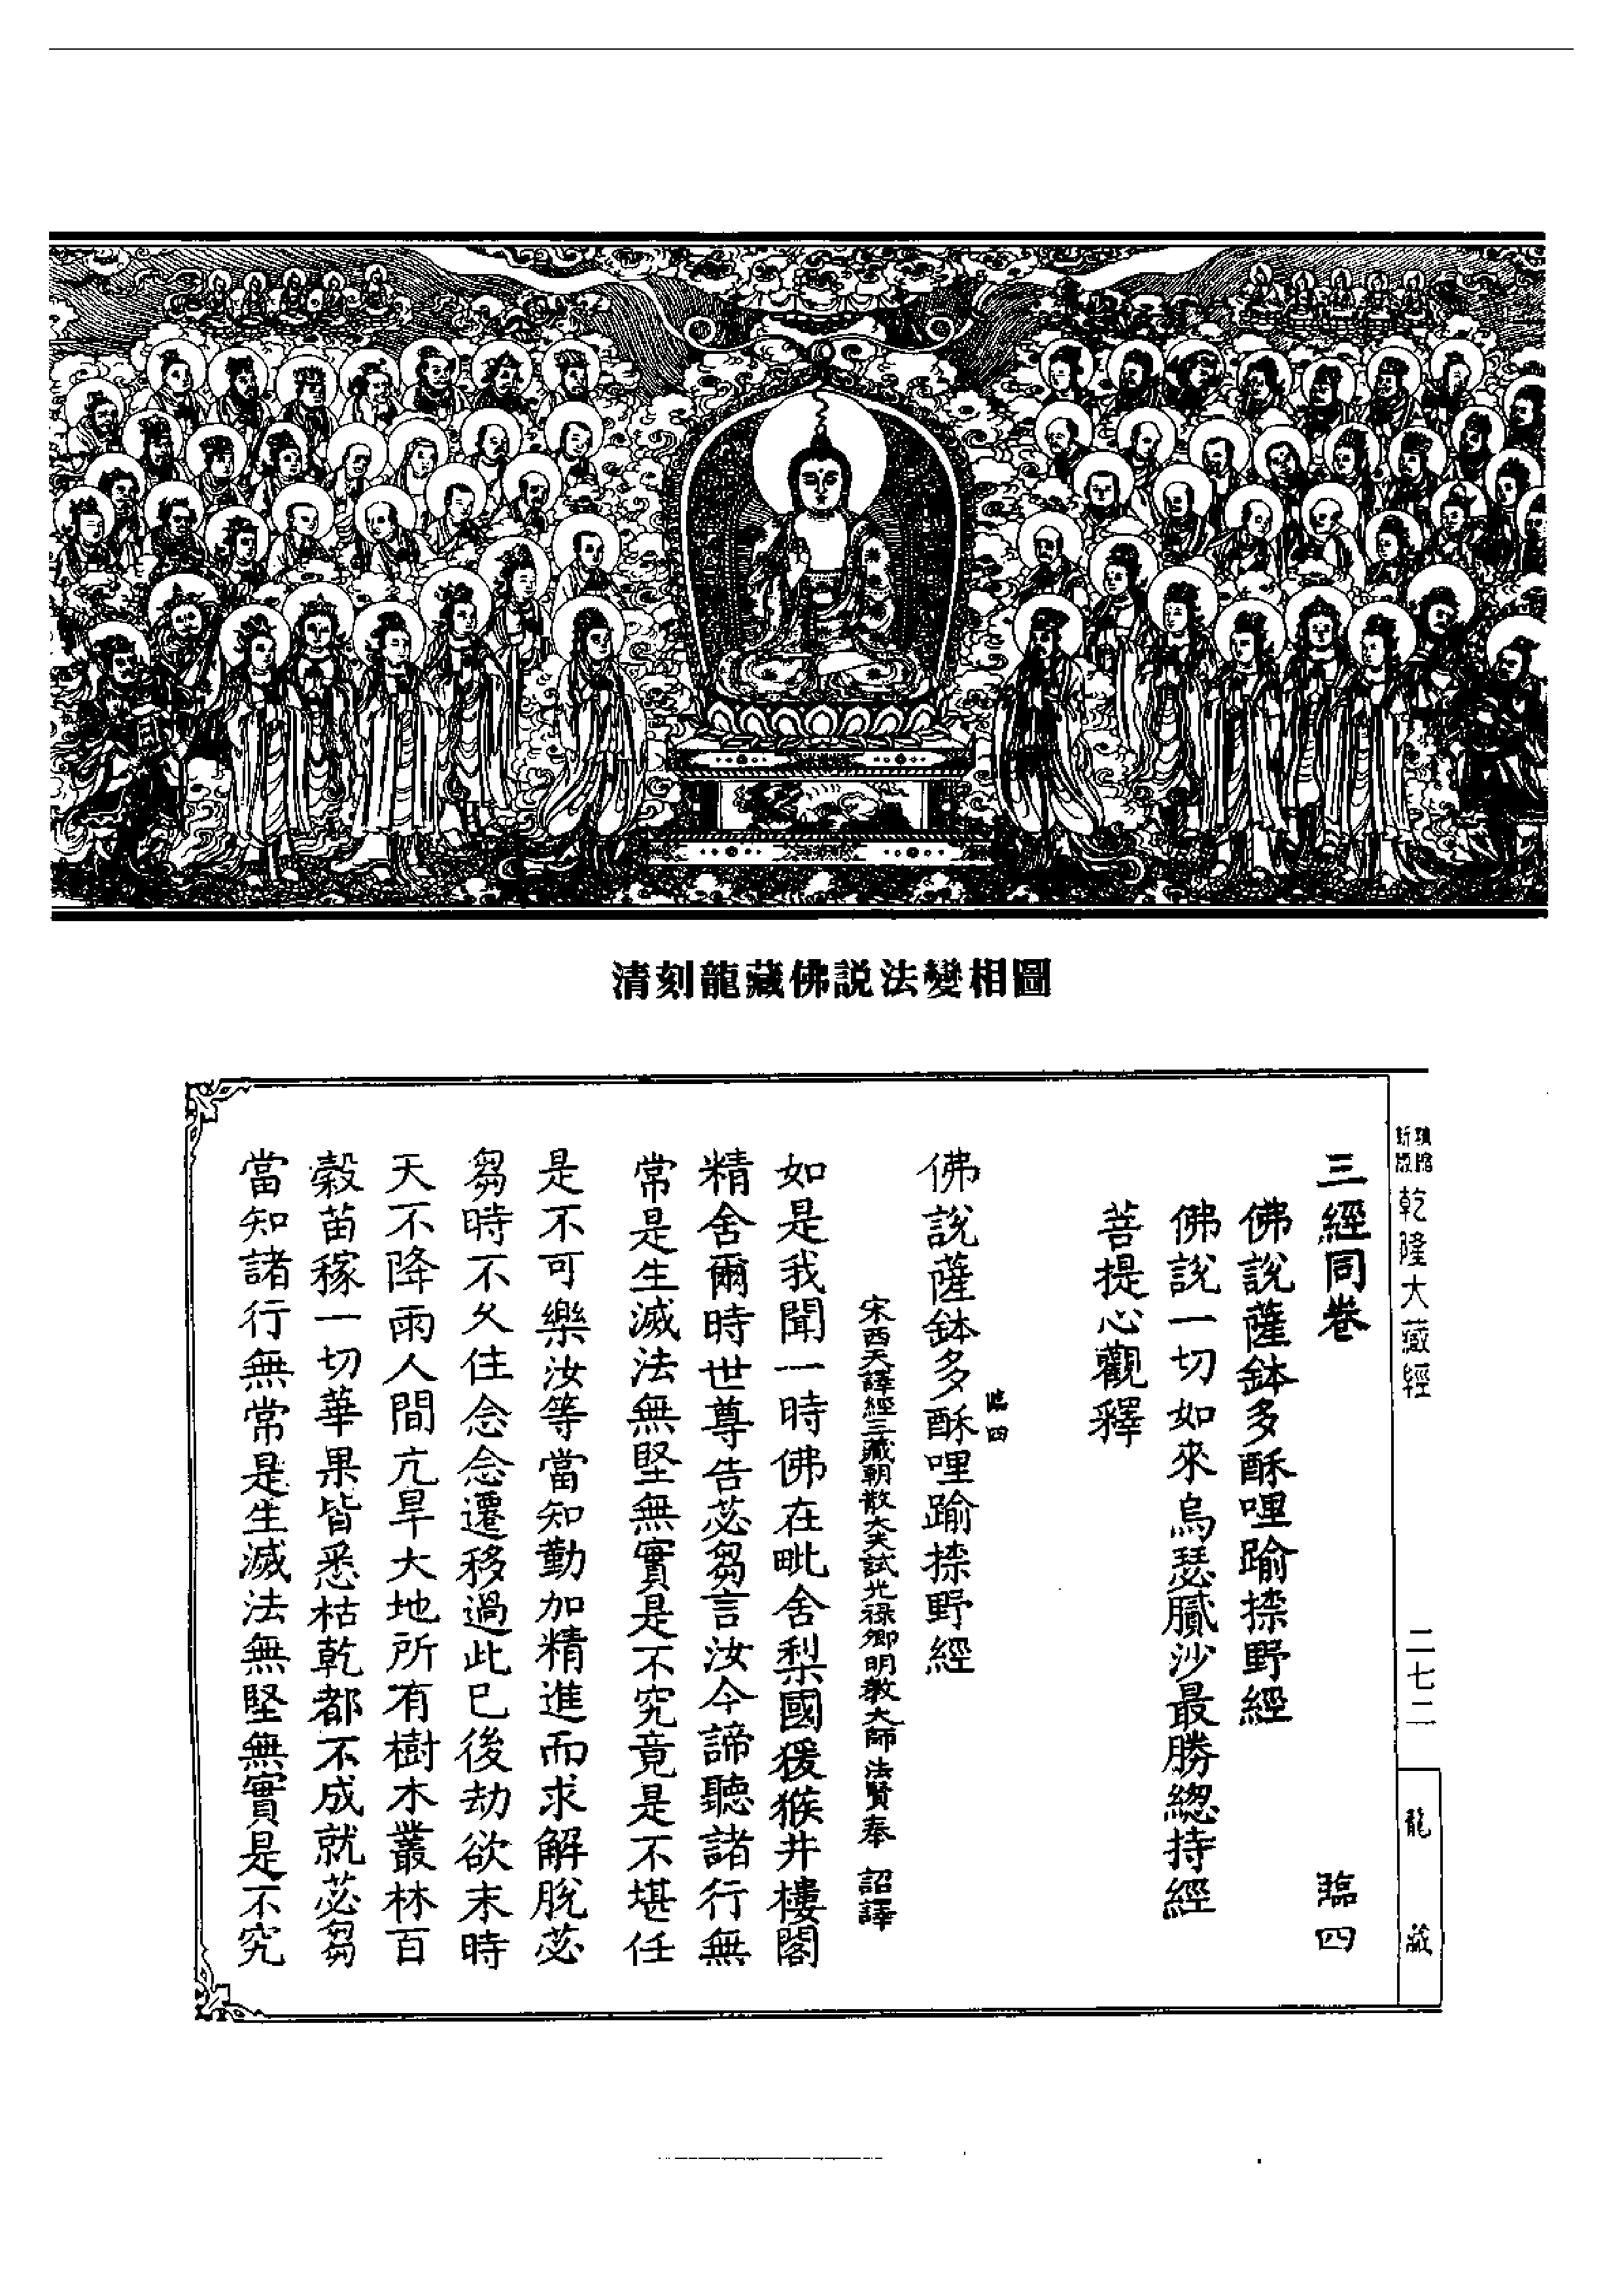 清刻龍藏佛説法變相圖
乾隆大藏經
二七二
龍藏
三經同卷
臨四
佛說薩鉢多酥哩踰捺野經
佛說一切如來烏瑟膩沙最勝總持經
菩提心觀釋
臨四
佛說薩鉢多酥哩踰捺野經
宋西天譯經三藏朝散大夫試光祿卿明教大師法賢奉 詔譯
如是我聞一時佛在毗舍梨國猨猴井樓閣
精舍爾時世尊告苾芻言汝今諦聽諸行無
常是生滅法無堅無實是不究竟是不堪任
是不可樂汝等當知勤加精進而求解脫苾
芻時不久住念念遷移過此已後劫欲末時
天不降雨人間亢旱大地所有樹木叢林百
穀苗稼一切華果皆悉枯乾都不成就苾芻
當知諸行無常是生滅法無堅無實是不究